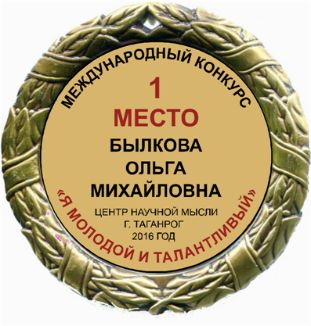 МЕЖДУНАРОДНЫЙ КОНКУРС
1
МЕСТО
БЫЛКОВА
ОЛЬГА
МИХАЙЛОВНА
ЦЕНТР НАУЧНОЙ МЫСЛИ
Г. ТАГАНРОГ
2016 ГОД
«Я МОЛОДОЙ И ТАЛАНТЛИВЫЙ»